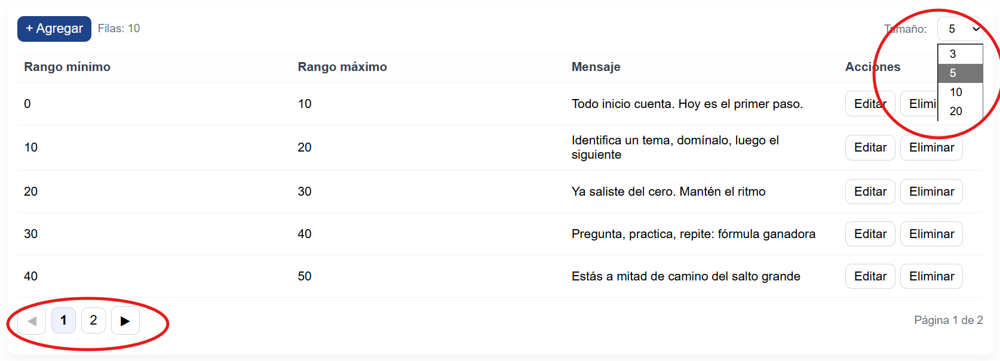 + Agregar Filas: 10 Tamaño: 5
3
5
10
20
Rango mínimo Rango máximo Mensaje Acciones
0 10 Todo inicio cuenta. Hoy es el primer paso. Editar Elimi
10 20 Identifica un tema, domínalo, luego el
siguiente Editar Eliminar
20 30 Ya saliste del cero. Mantén el ritmo Editar Eliminar
30 40 Pregunta, practica, repite: fórmula ganadora Editar Eliminar
40 50 Estás a mitad de camino del salto grande Editar Eliminar
◀ 1 2 ▶ Página 1 de 2